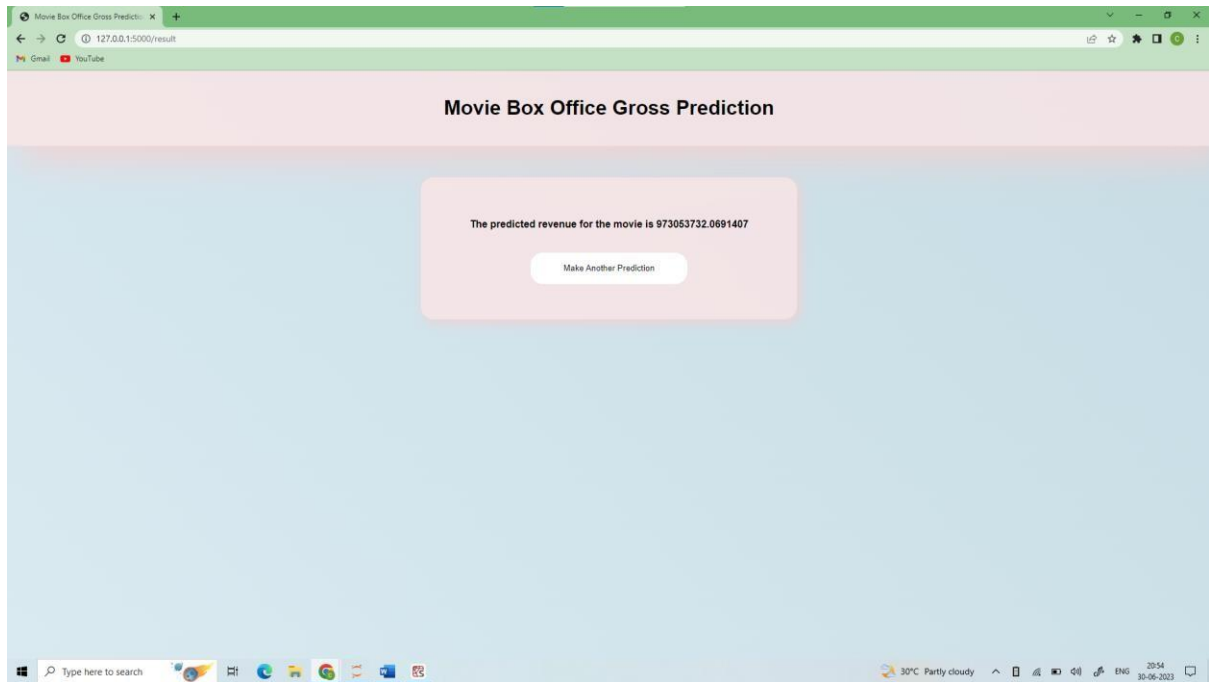 Movie Box Office Gross Predictio
127.0.0.1:5000/result
Gmail
YouTube
Movie Box Office Gross Prediction
The predicted revenue for the movie is 973053732.0691407
Make Another Prediction
Type here to search
30°C Partly cloudy
ENG
20:54
30-06-2023